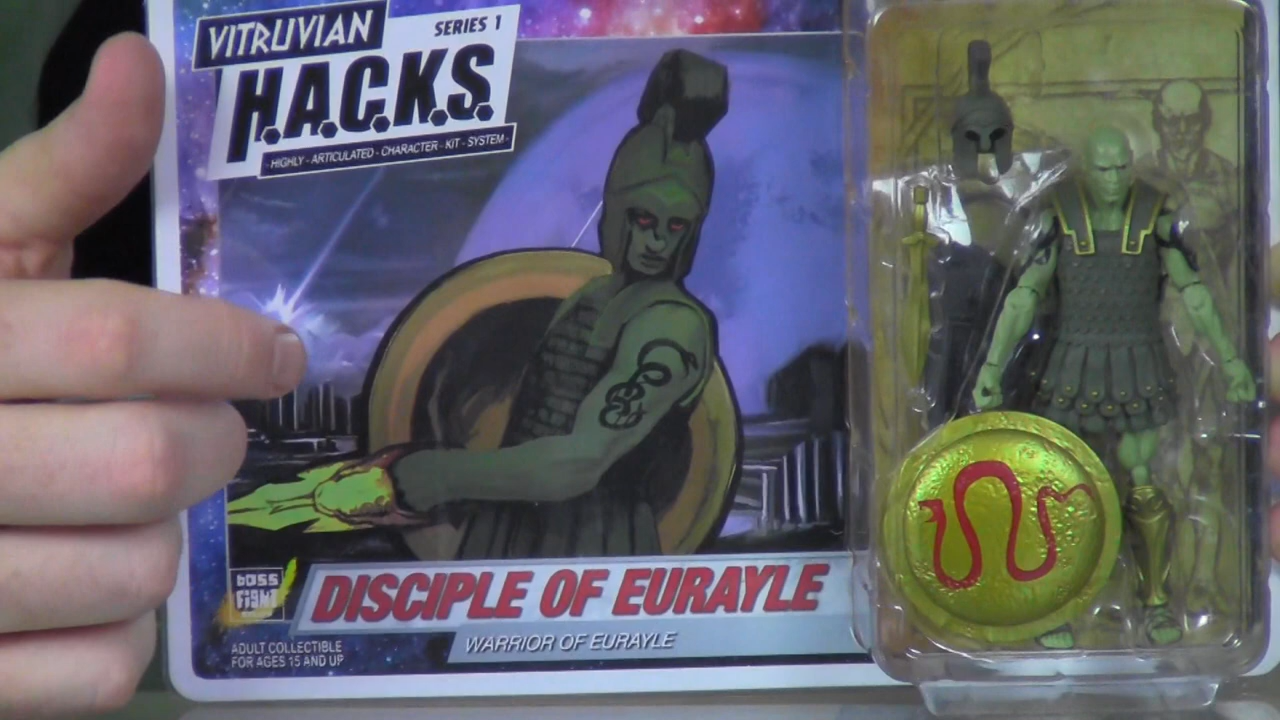 VITRUVIAN
SERIES 1
H.A.C.K.S.
HIGHLY - ARTICULATED - CHARACTER - KIT - SYSTEM
BOSS
FIGHT
DISCIPLE OF EURAYLE
WARRIOR OF EURAYLE
ADULT COLLECTIBLE
FOR AGES 15 AND UP